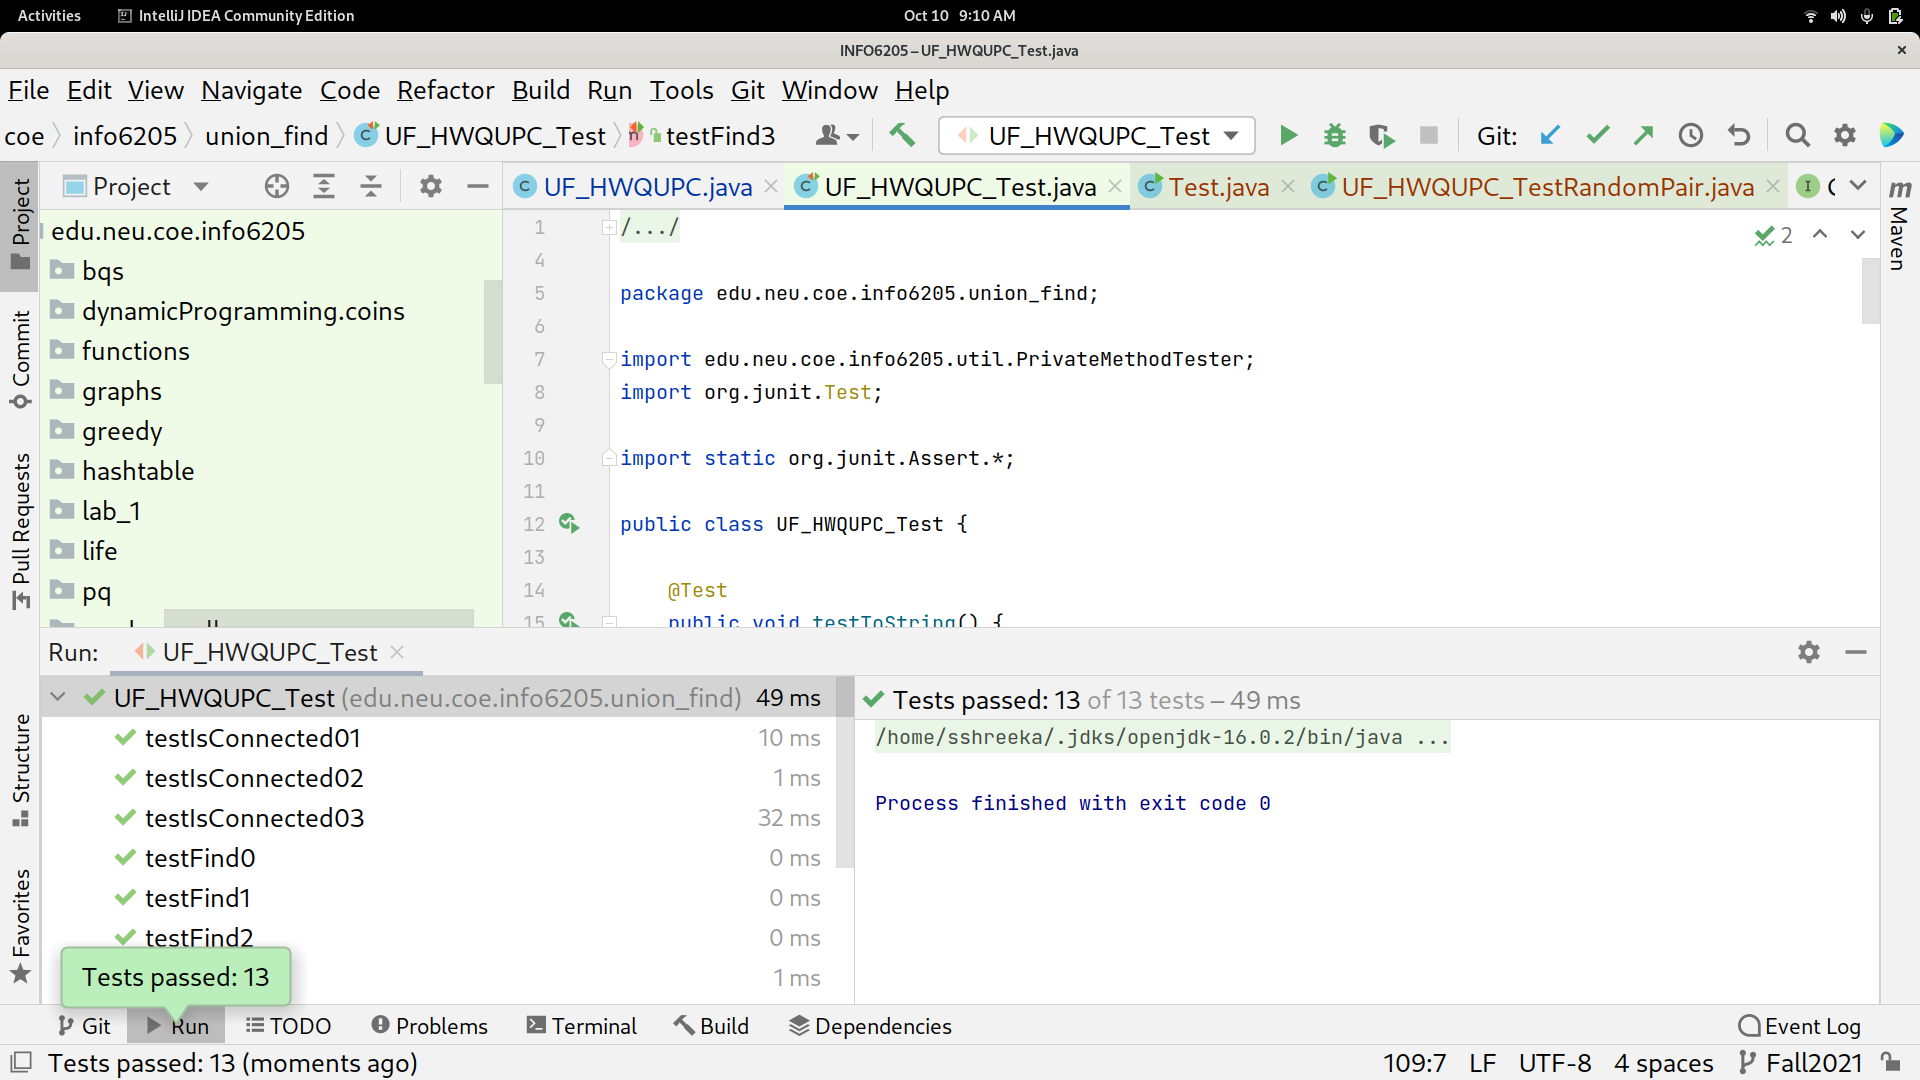 Activities IntelliJ IDEA Community Edition Oct 10 9:10 AM
INFO6205 – UF_HWQUPC_Test.java
File Edit View Navigate Code Refactor Build Run Tools Git Window Help
coe info6205 union_find UF_HWQUPC_Test testFind3 UF_HWQUPC_Test Git:
Project
UF_HWQUPC.java UF_HWQUPC_Test.java Test.java UF_HWQUPC_TestRandomPair.java
Project
Commit
Pull Requests
Structure
Favorites
Maven
edu.neu.coe.info6205
bqs
dynamicProgramming.coins
functions
graphs
greedy
hashtable
lab_1
life
pq
1 /.../
4
5 package edu.neu.coe.info6205.union_find;
6
7 import edu.neu.coe.info6205.util.PrivateMethodTester;
8 import org.junit.Test;
9
10 import static org.junit.Assert.*;
11
12 public class UF_HWQUPC_Test {
13
14 @Test
15 public void testToString() {
2
Run: UF_HWQUPC_Test
UF_HWQUPC_Test (edu.neu.coe.info6205.union_find) 49 ms
testIsConnected01 10 ms
testIsConnected02 1 ms
testIsConnected03 32 ms
testFind0 0 ms
testFind1 0 ms
testFind2 0 ms
1 ms
Tests passed: 13
Tests passed: 13 of 13 tests – 49 ms
/home/sshreeka/.jdks/openjdk-16.0.2/bin/java ...
Process finished with exit code 0
Git Run TODO Problems Terminal Build Dependencies Event Log
Tests passed: 13 (moments ago) 109:7 LF UTF-8 4 spaces Fall2021